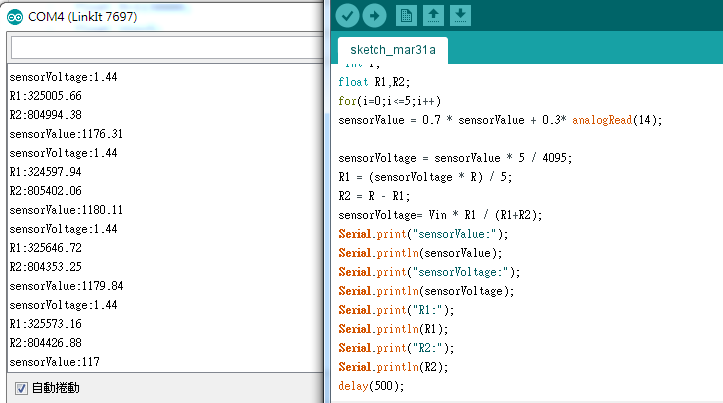 COM4 (LinkIt 7697)
sensorVoltage:1.44
R1:325005.66
R2:804994.38
sensorValue:1176.31
sensorVoltage:1.44
R1:324597.94
R2:805402.06
sensorValue:1180.11
sensorVoltage:1.44
R1:325646.72
R2:804353.25
sensorValue:1179.84
sensorVoltage:1.44
R1:325573.16
R2:804426.88
sensorValue:117
自動捲動
sketch_mar31a
float R1,R2;
for(i=0;i<=5;i++)
sensorValue = 0.7 * sensorValue + 0.3* analogRead(14);
sensorVoltage = sensorValue * 5 / 4095;
R1 = (sensorVoltage * R) / 5;
R2 = R - R1;
sensorVoltage= Vin * R1 / (R1+R2);
Serial.print("sensorValue:");
Serial.println(sensorValue);
Serial.print("sensorVoltage:");
Serial.println(sensorVoltage);
Serial.print("R1:");
Serial.println(R1);
Serial.print("R2:");
Serial.println(R2);
delay(500);